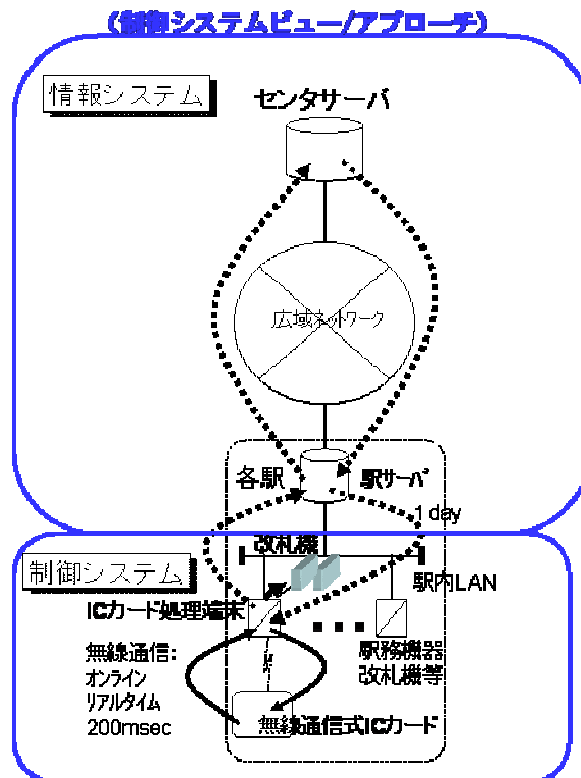 (制御システムビュー/アプローチ)
情報システム
センタサーバ
広域ネットワーク
各駅
駅サーバ
1 day
改札機
制御システム
駅内LAN
ICカード処理端末
無線通信:
オンライン
リアルタイム
200msec
駅務機器
改札機等
無線通信式ICカード